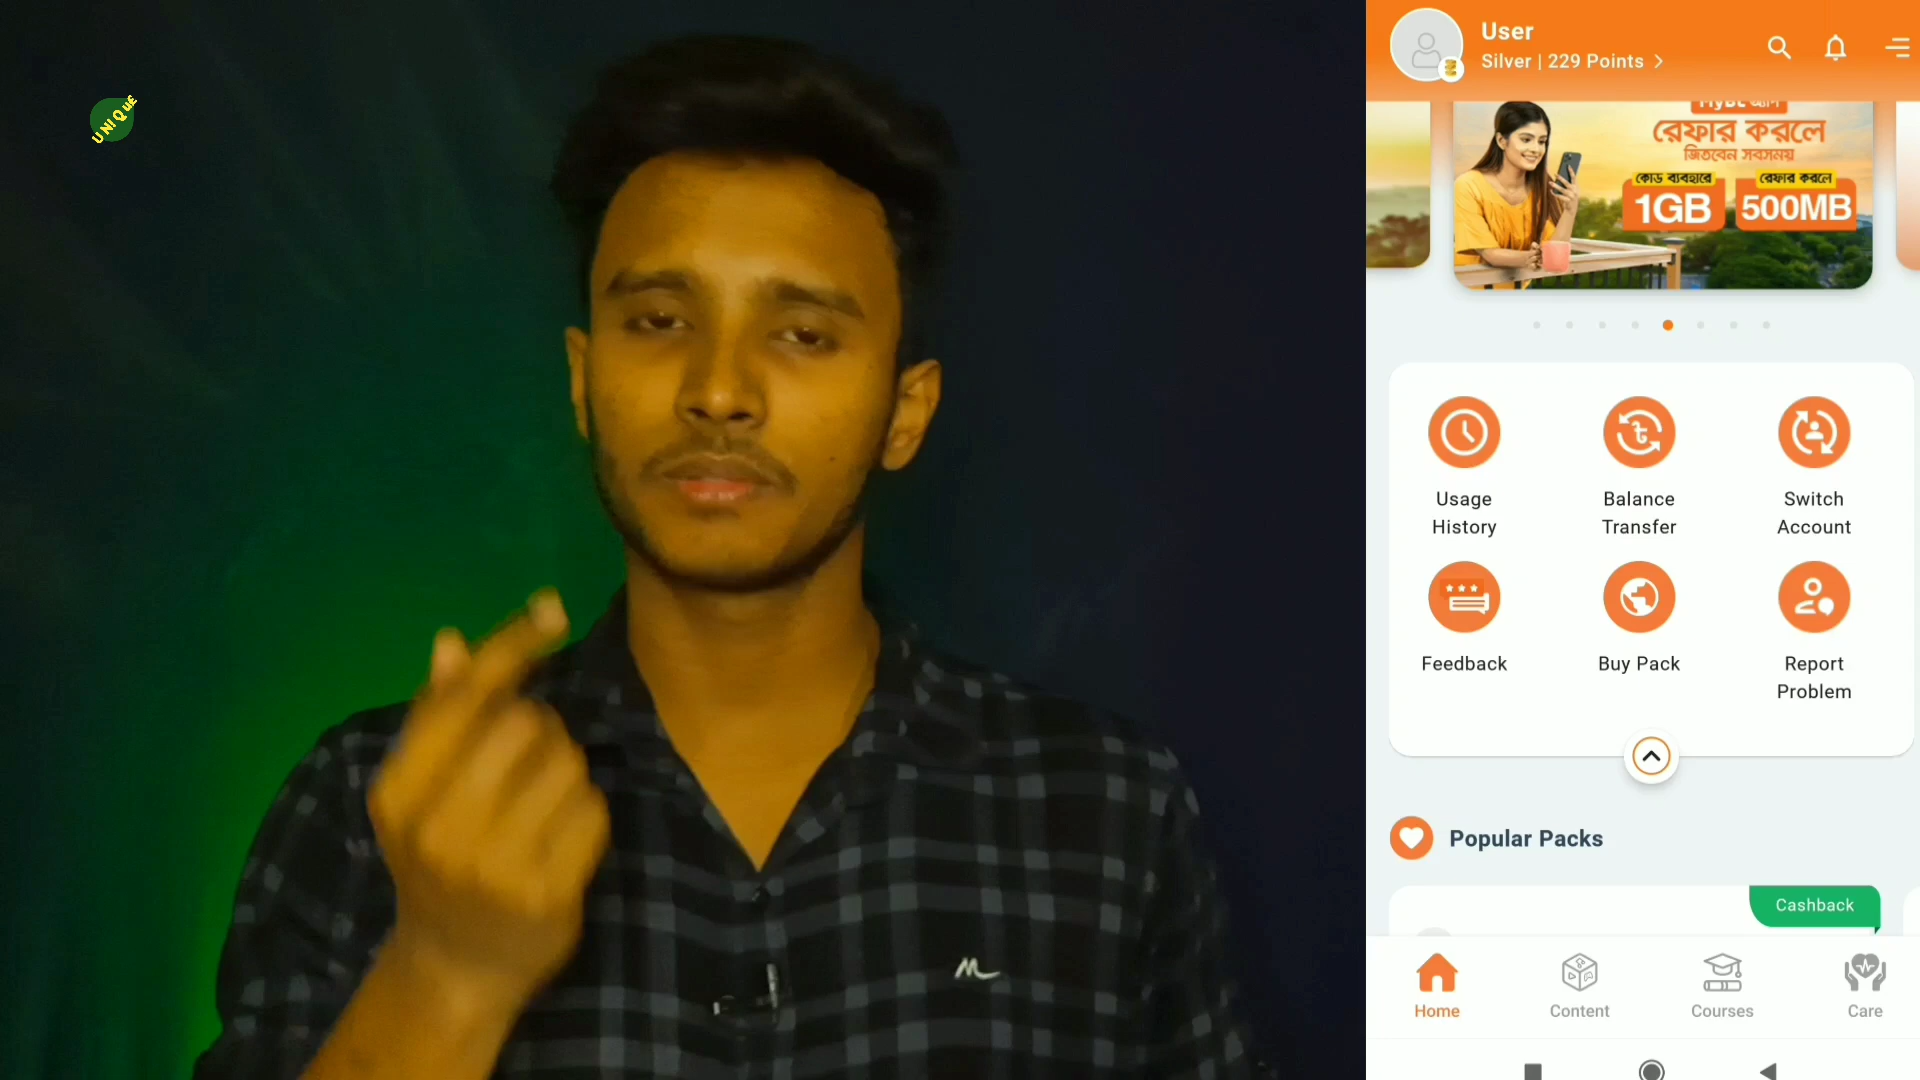 UNIQUE
User
Silver | 229 Points
MyBL অ্যাপ
রেফার করলে
জিতবেন সবসময়
কোড ব্যবহারে
রেফার করলে
1GB
500MB
Usage
History
Balance
Transfer
Switch
Account
Feedback
Buy Pack
Report
Problem
Popular Packs
Cashback
Home
Content
Courses
Care